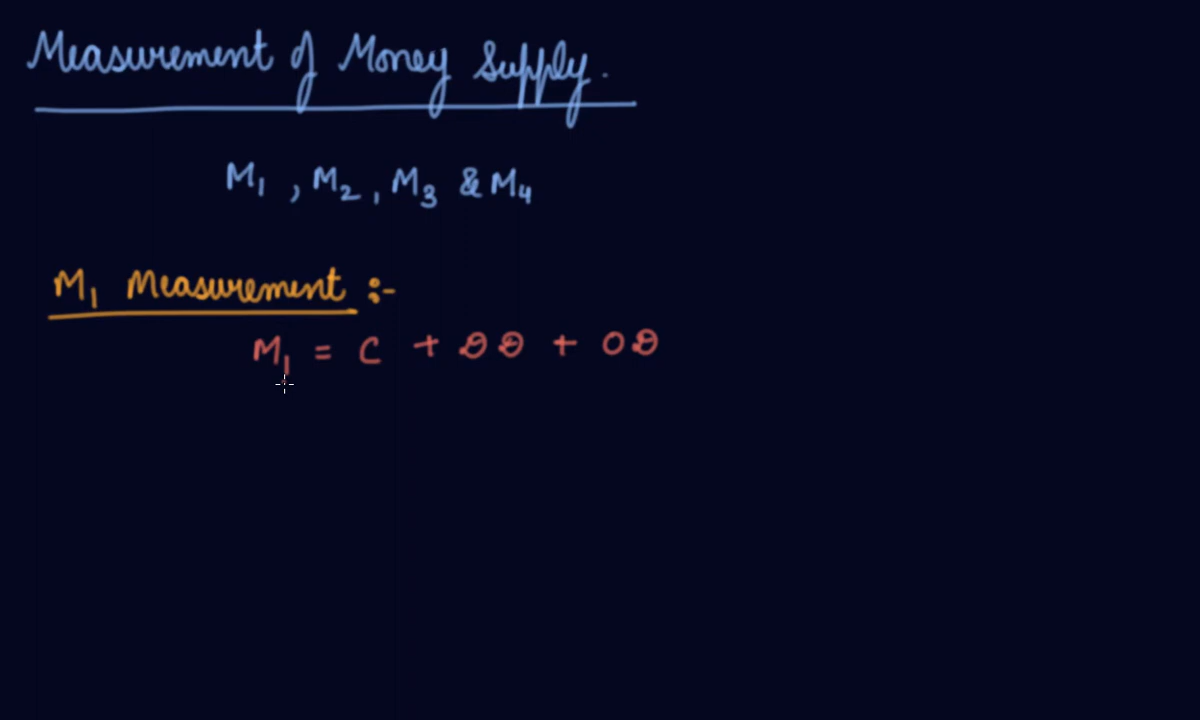 Measurement of Money Supply.
M₁, M₂, M₃ & M₄
M₁ Measurement :-
M₁ = C + DD + OD